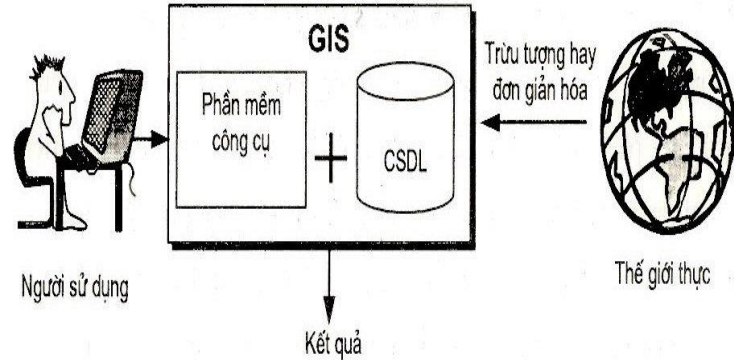 GIS
Phần mềm
công cụ
+
CSDL
Trừu tượng hay
đơn giản hóa
Người sử dụng
Thế giới thực
Kết quả